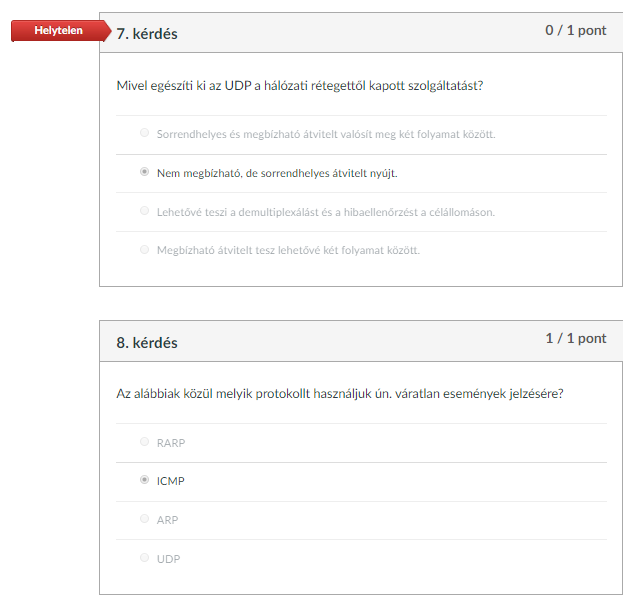 Helytelen
7. kérdés
0 / 1 pont
Mivel egészíti ki az UDP a hálózati rétegettől kapott szolgáltatást?
Sorrendhelyes és megbízható átvitelt valósít meg két folyamat között.
Nem megbízható, de sorrendhelyes átvitelt nyújt.
Lehetővé teszi a demultiplexálást és a hibaellenőrzést a célállomáson.
Megbízható átvitelt tesz lehetővé két folyamat között.
8. kérdés
1 / 1 pont
Az alábbiak közül melyik protokollt használjuk ún. váratlan események jelzésére?
RARP
ICMP
ARP
UDP